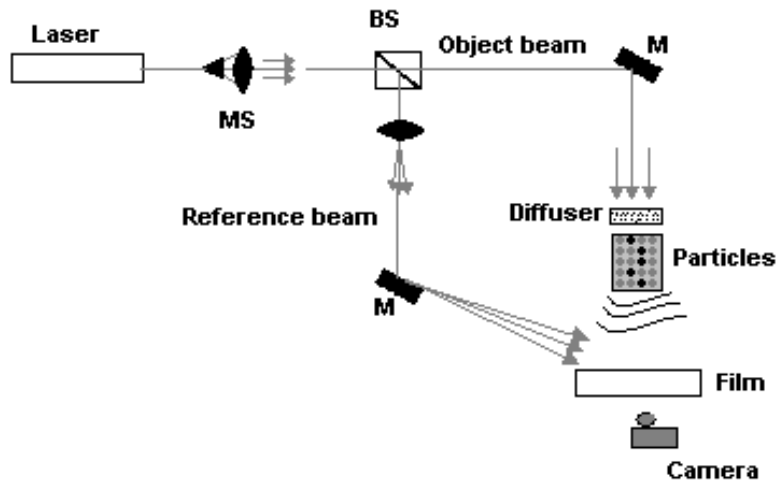 Laser
BS
Object beam
M
MS
Reference beam
Diffuser
Particles
M
Film
Camera